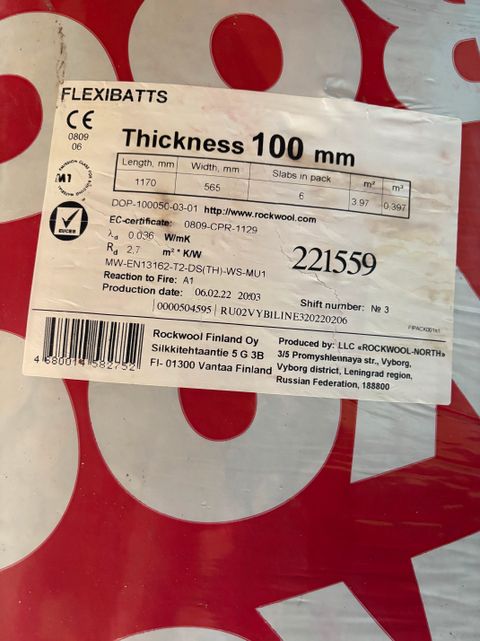 FLEXIBATTS
CE
0809
06
Thickness 100 mm
Length, mm Width, mm Slabs in pack m² m³
1170 565 6 3.97 0.397
DOP-100050-03-01 http://www.rockwool.com
EC-certificate: 0809-CPR-1129
λd 0.036 W/mK
Rd 2.7 m² * K/W
M1
EUCEB
221559
MW-EN13162-T2-DS(TH)-WS-MU1
Reaction to Fire: A1
Production date: 06.02.22 20:03 Shift number: № 3
0000504595 RU02VYBILINE320220206
Rockwool Finland Oy
Silkkitehtaantie 5 G 3B
FI- 01300 Vantaa Finland
Produced by: LLC «ROCKWOOL-NORTH»
3/5 Promyshlennaya str., Vyborg,
Vyborg district, Leningrad region,
Russian Federation, 188800
4 680014 582752